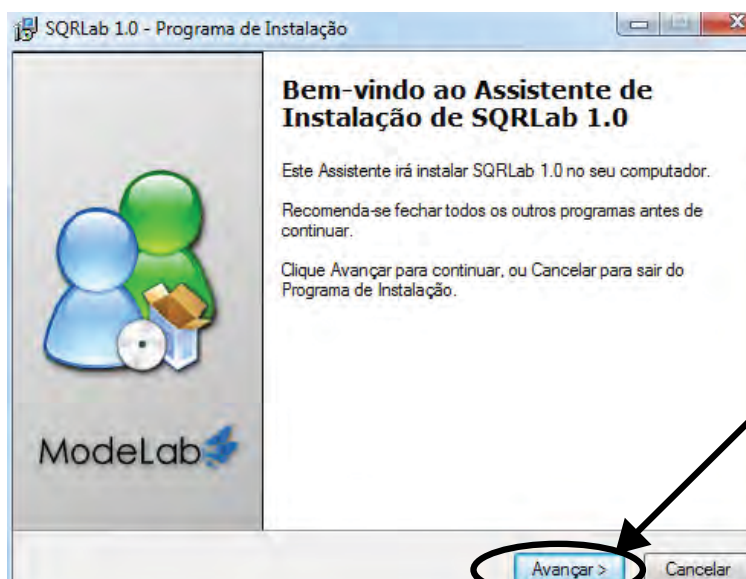 SQRLab 1.0 - Programa de Instalação
Bem-vindo ao Assistente de
Instalação de SQRLab 1.0
Este Assistente irá instalar SQRLab 1.0 no seu computador.
Recomenda-se fechar todos os outros programas antes de
continuar.
Clique Avançar para continuar, ou Cancelar para sair do
Programa de Instalação.
ModeLab
Avançar >
Cancelar